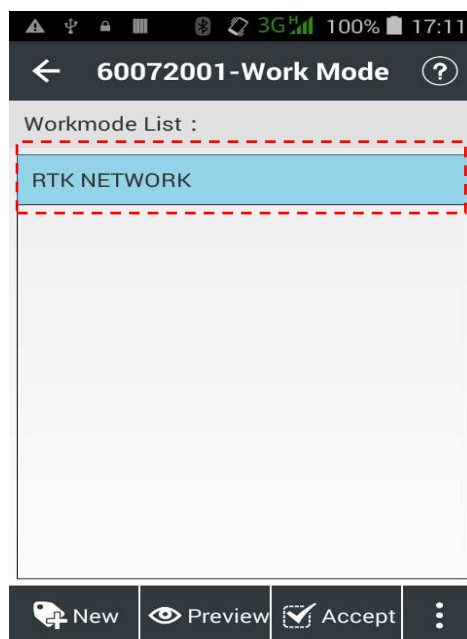 3G H 100% 17:11
60072001-Work Mode ?
Workmode List :
RTK NETWORK
New Preview Accept